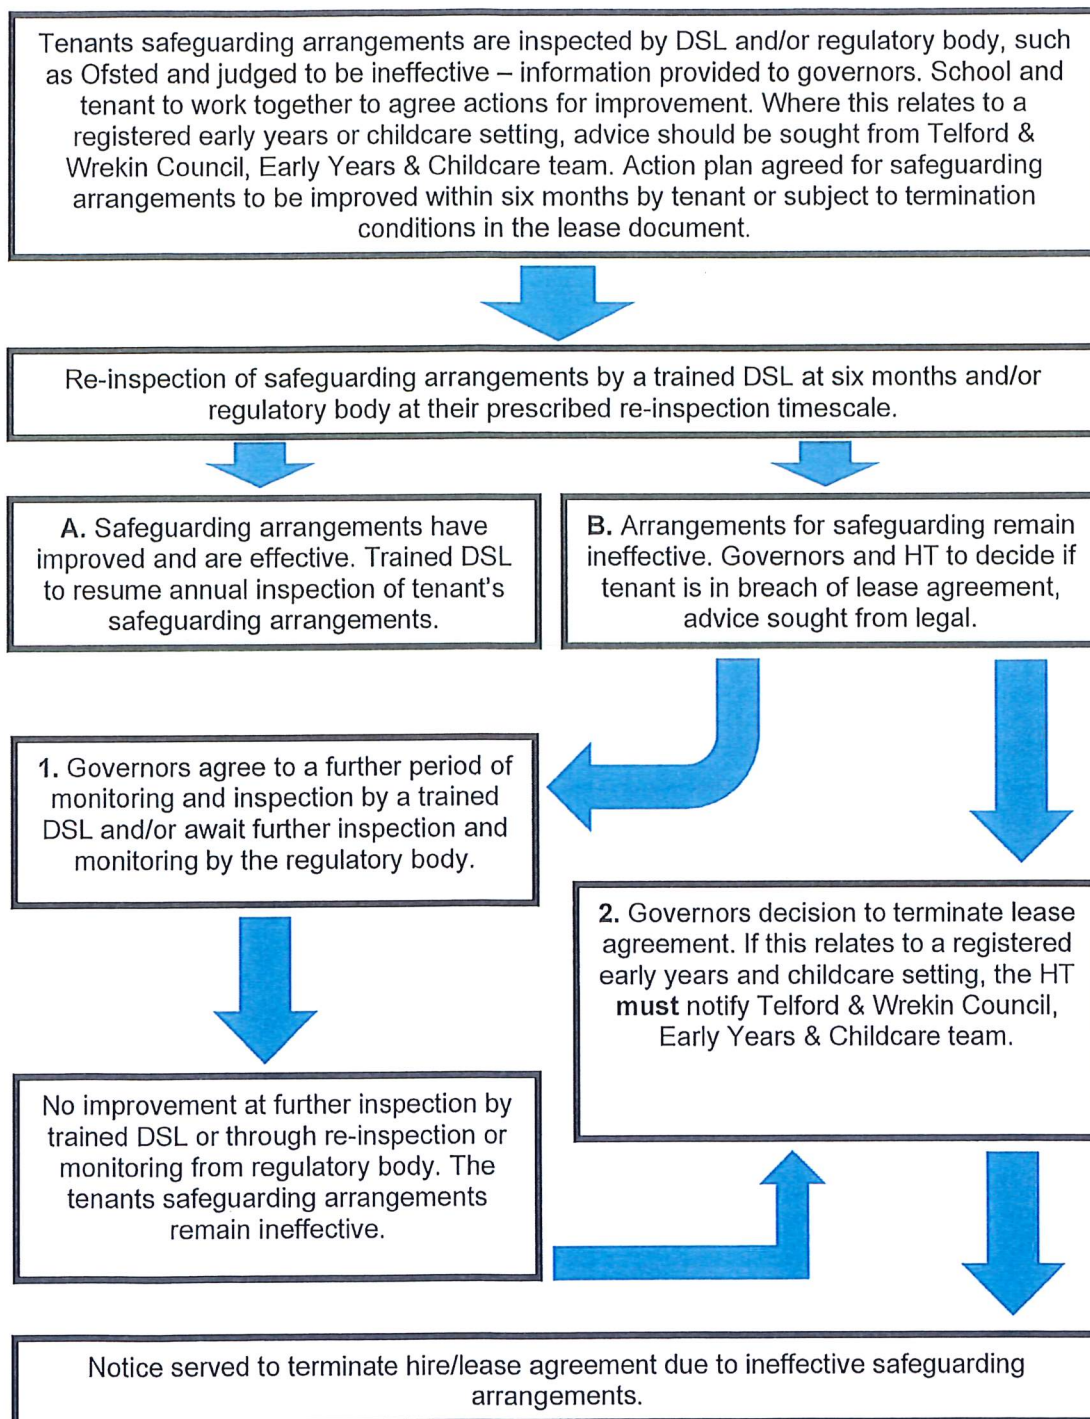 Tenants safeguarding arrangements are inspected by DSL and/or regulatory body, such
as Ofsted and judged to be ineffective – information provided to governors. School and
tenant to work together to agree actions for improvement. Where this relates to a
registered early years or childcare setting, advice should be sought from Telford &
Wrekin Council, Early Years & Childcare team. Action plan agreed for safeguarding
arrangements to be improved within six months by tenant or subject to termination
conditions in the lease document.
Re-inspection of safeguarding arrangements by a trained DSL at six months and/or
regulatory body at their prescribed re-inspection timescale.
A. Safeguarding arrangements have
improved and are effective. Trained DSL
to resume annual inspection of tenant's
safeguarding arrangements.
B. Arrangements for safeguarding remain
ineffective. Governors and HT to decide if
tenant is in breach of lease agreement,
advice sought from legal.
1. Governors agree to a further period of
monitoring and inspection by a trained
DSL and/or await further inspection and
monitoring by the regulatory body.
2. Governors decision to terminate lease
agreement. If this relates to a registered
early years and childcare setting, the HT
must notify Telford & Wrekin Council,
Early Years & Childcare team.
No improvement at further inspection by
trained DSL or through re-inspection or
monitoring from regulatory body. The
tenants safeguarding arrangements
remain ineffective.
Notice served to terminate hire/lease agreement due to ineffective safeguarding
arrangements.